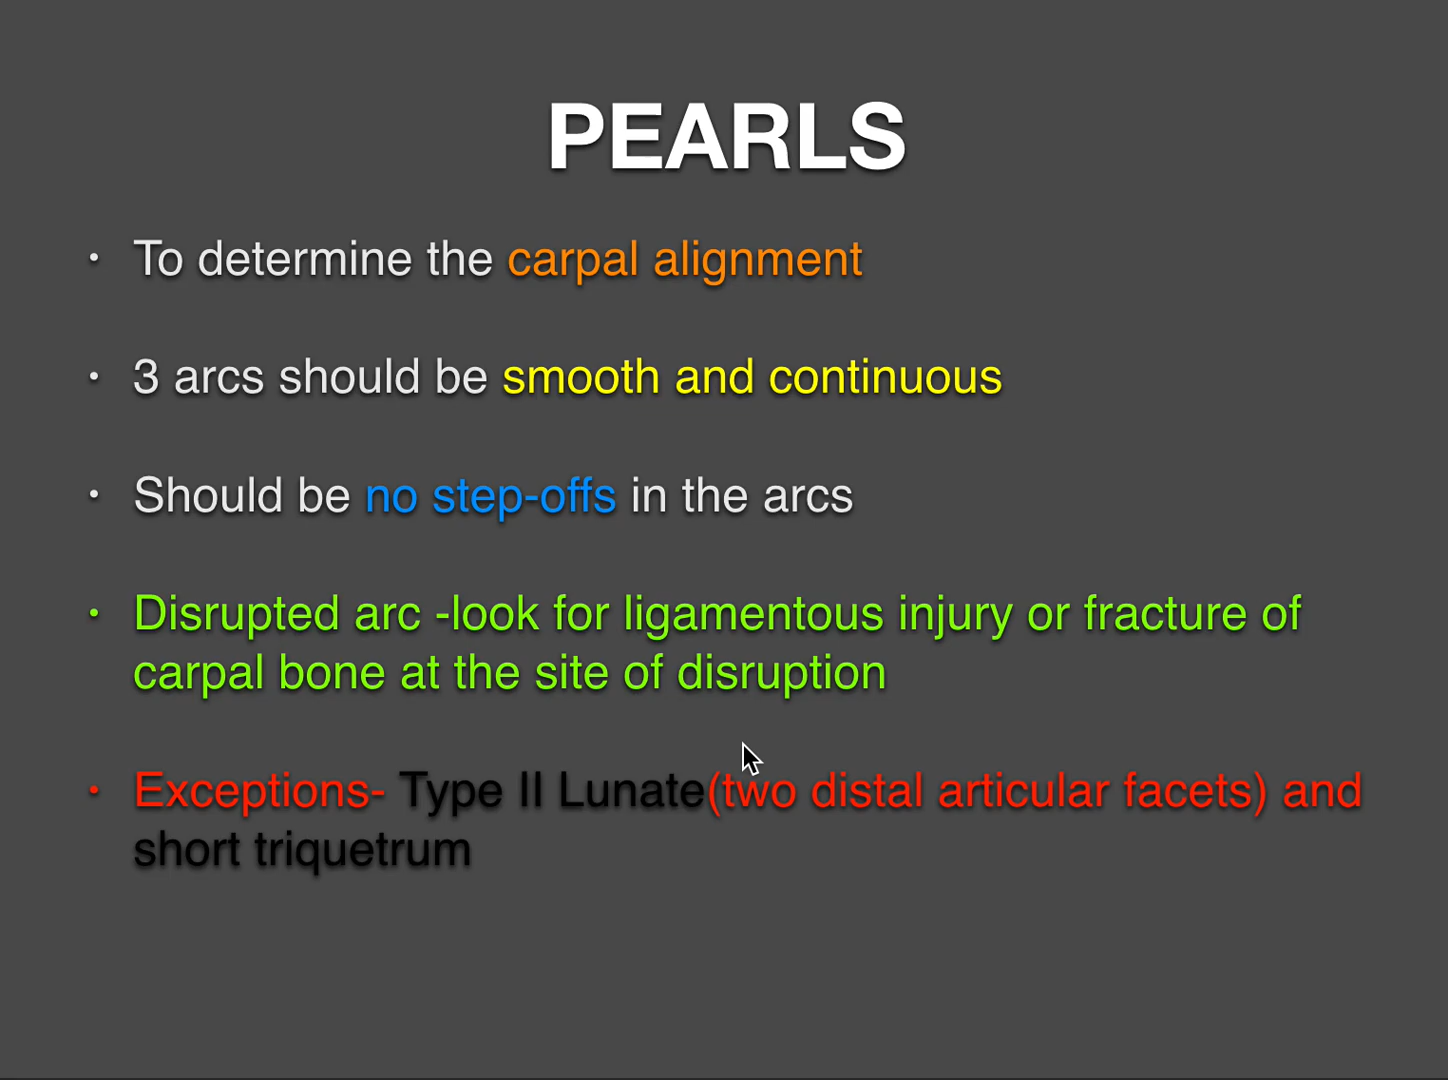 PEARLS
• To determine the carpal alignment
• 3 arcs should be smooth and continuous
• Should be no step-offs in the arcs
• Disrupted arc -look for ligamentous injury or fracture of
carpal bone at the site of disruption
• Exceptions- Type II Lunate(two distal articular facets) and
short triquetrum